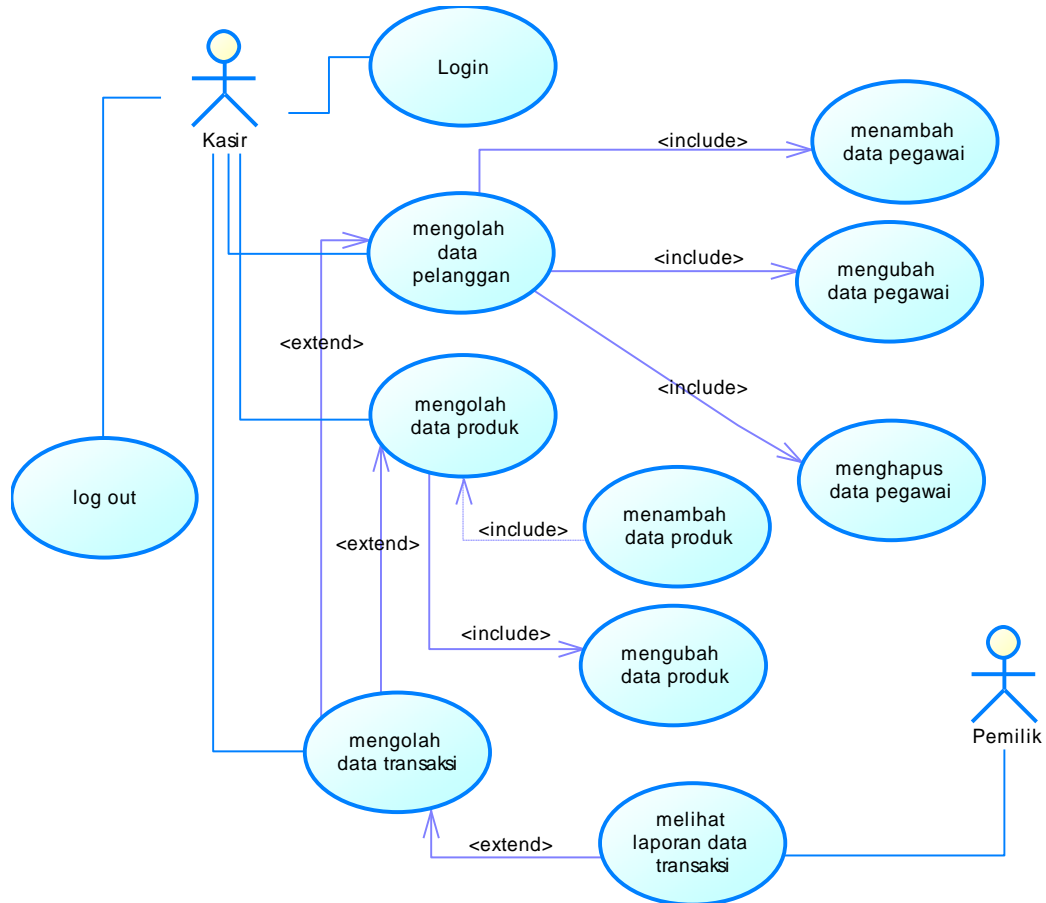 Login
Kasir
<include>
menambah
data pegawai
mengolah
data
pelanggan
<include>
mengubah
data pegawai
<extend>
<include>
mengolah
data produk
menghapus
data pegawai
log out
<include>
menambah
data produk
<extend>
<include>
mengubah
data produk
Pemilik
mengolah
data transaksi
<extend>
melihat
laporan data
transaksi